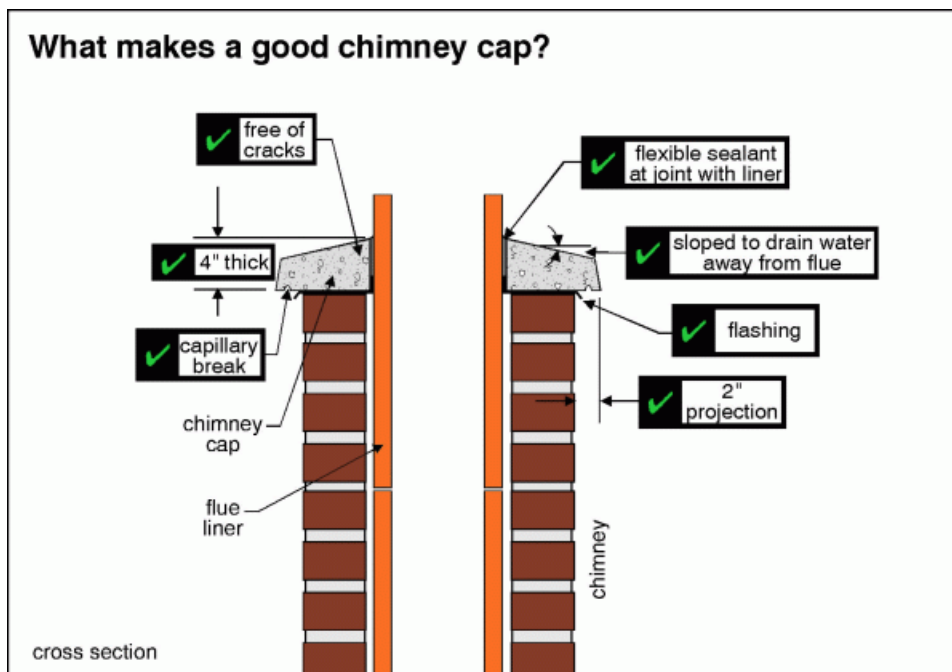 What makes a good chimney cap?
free of
cracks
flexible sealant
at joint with liner
4" thick
sloped to drain water
away from flue
capillary
break
flashing
2"
projection
chimney
cap
flue
liner
chimney
cross section